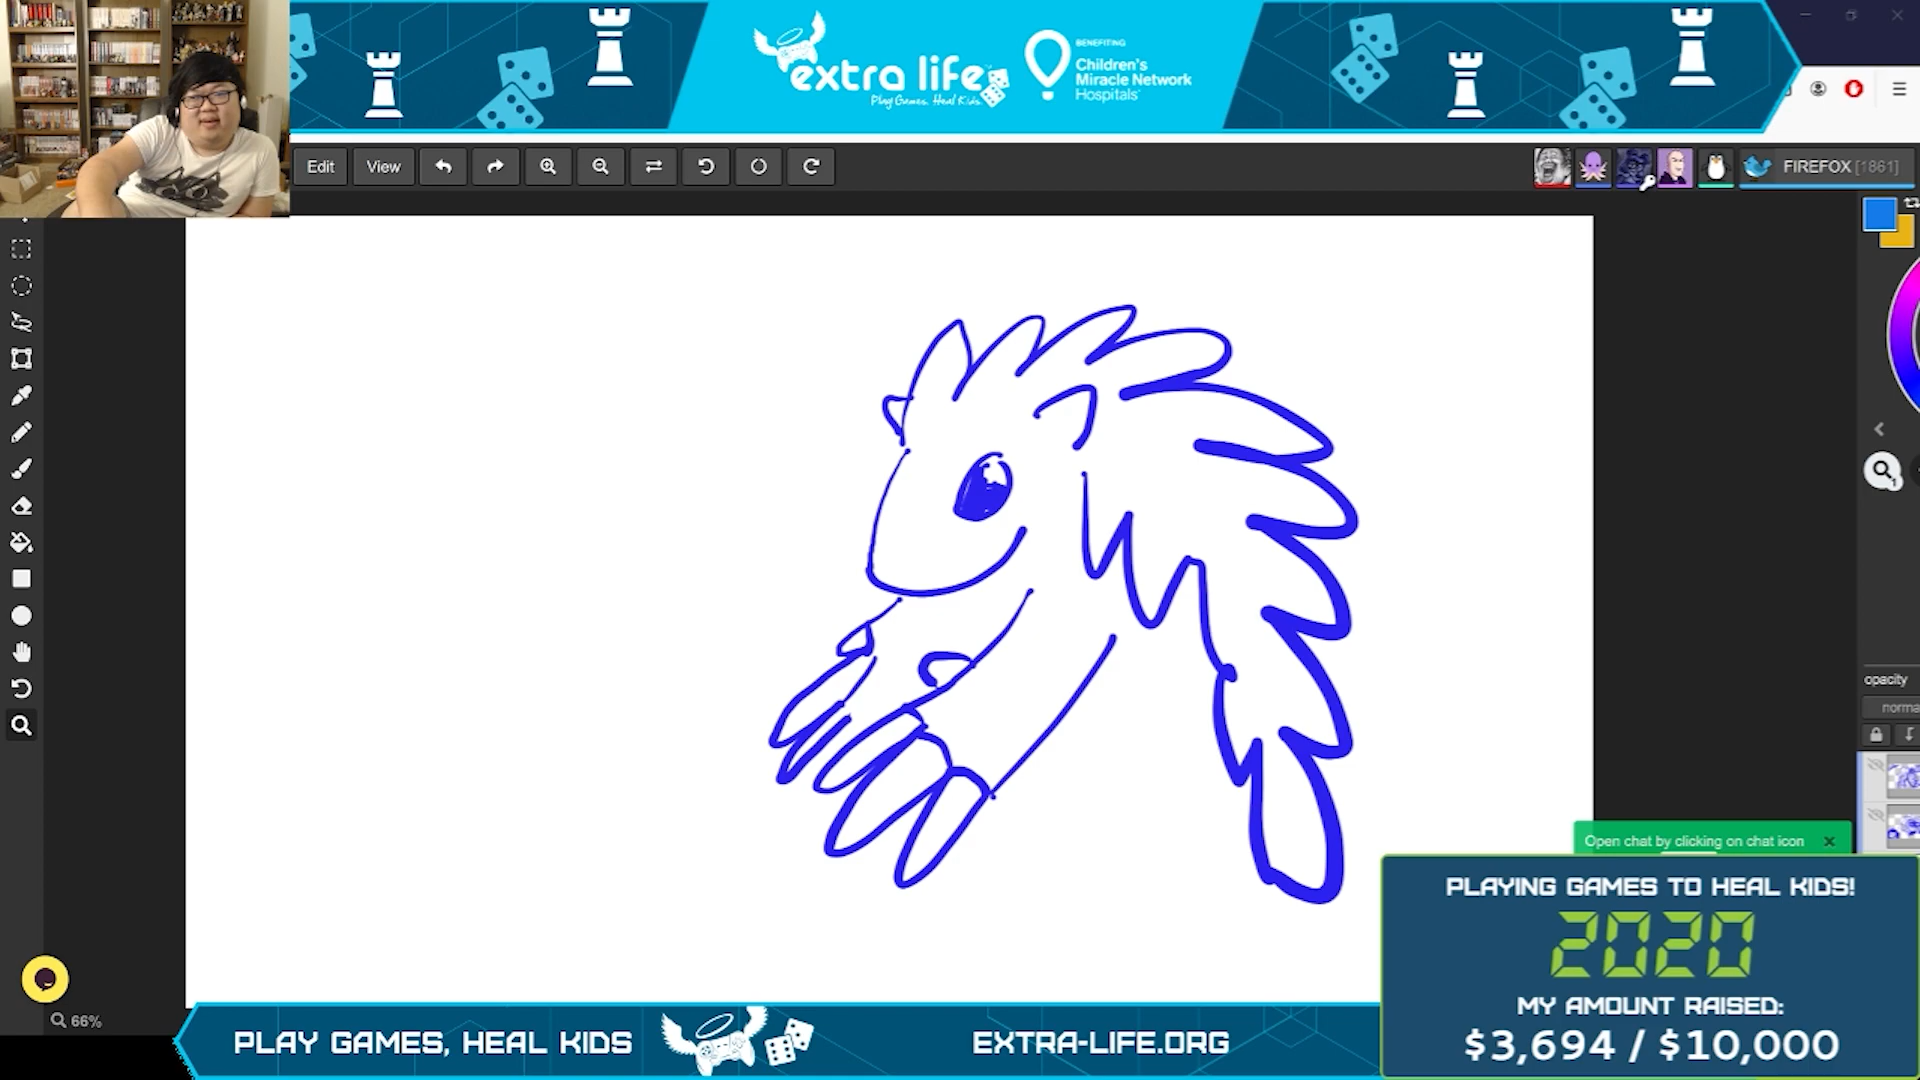 extra life
Play Games. Heal Kids.
BENEFITING
Children's
Miracle Network
Hospitals
Edit
View
FIREFOX [1861]
opacity
norma
Open chat by clicking on chat icon
PLAYING GAMES TO HEAL KIDS!
2020
MY AMOUNT RAISED:
$3,694 / $10,000
66%
PLAY GAMES, HEAL KIDS
EXTRA-LIFE.ORG